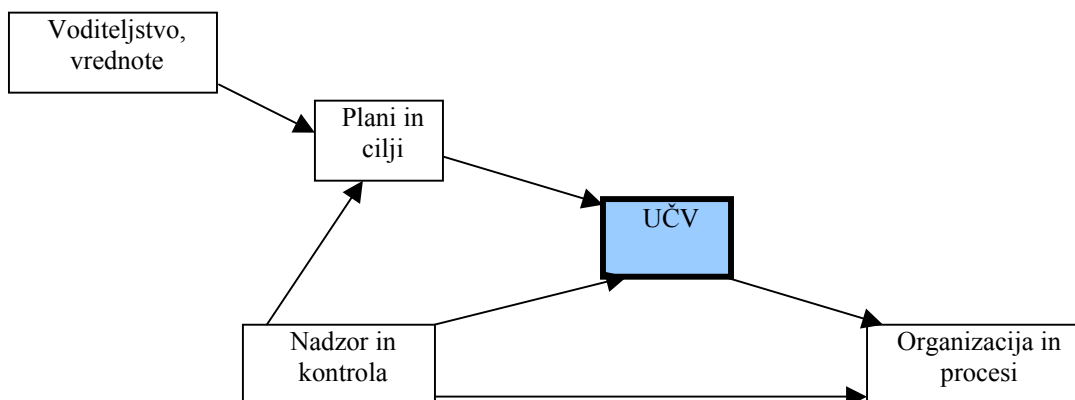 Voditeljstvo,
vrednote
Plani in
cilji
UČV
Nadzor in
kontrola
Organizacija in
procesi